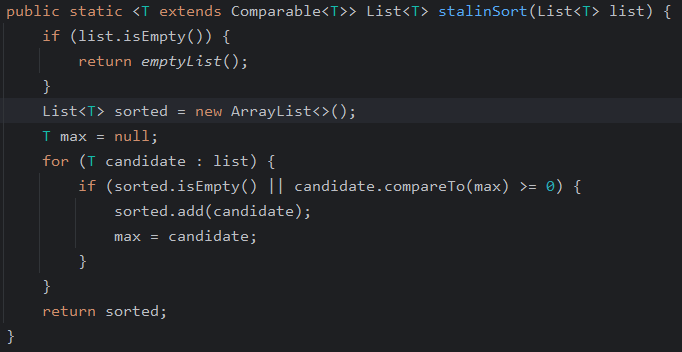 public static <T extends Comparable<T>> List<T> stalinSort(List<T> list) {
    if (list.isEmpty()) {
        return emptyList();
    }
    List<T> sorted = new ArrayList<>();
    T max = null;
    for (T candidate : list) {
        if (sorted.isEmpty() || candidate.compareTo(max) >= 0) {
            sorted.add(candidate);
            max = candidate;
        }
    }
    return sorted;
}